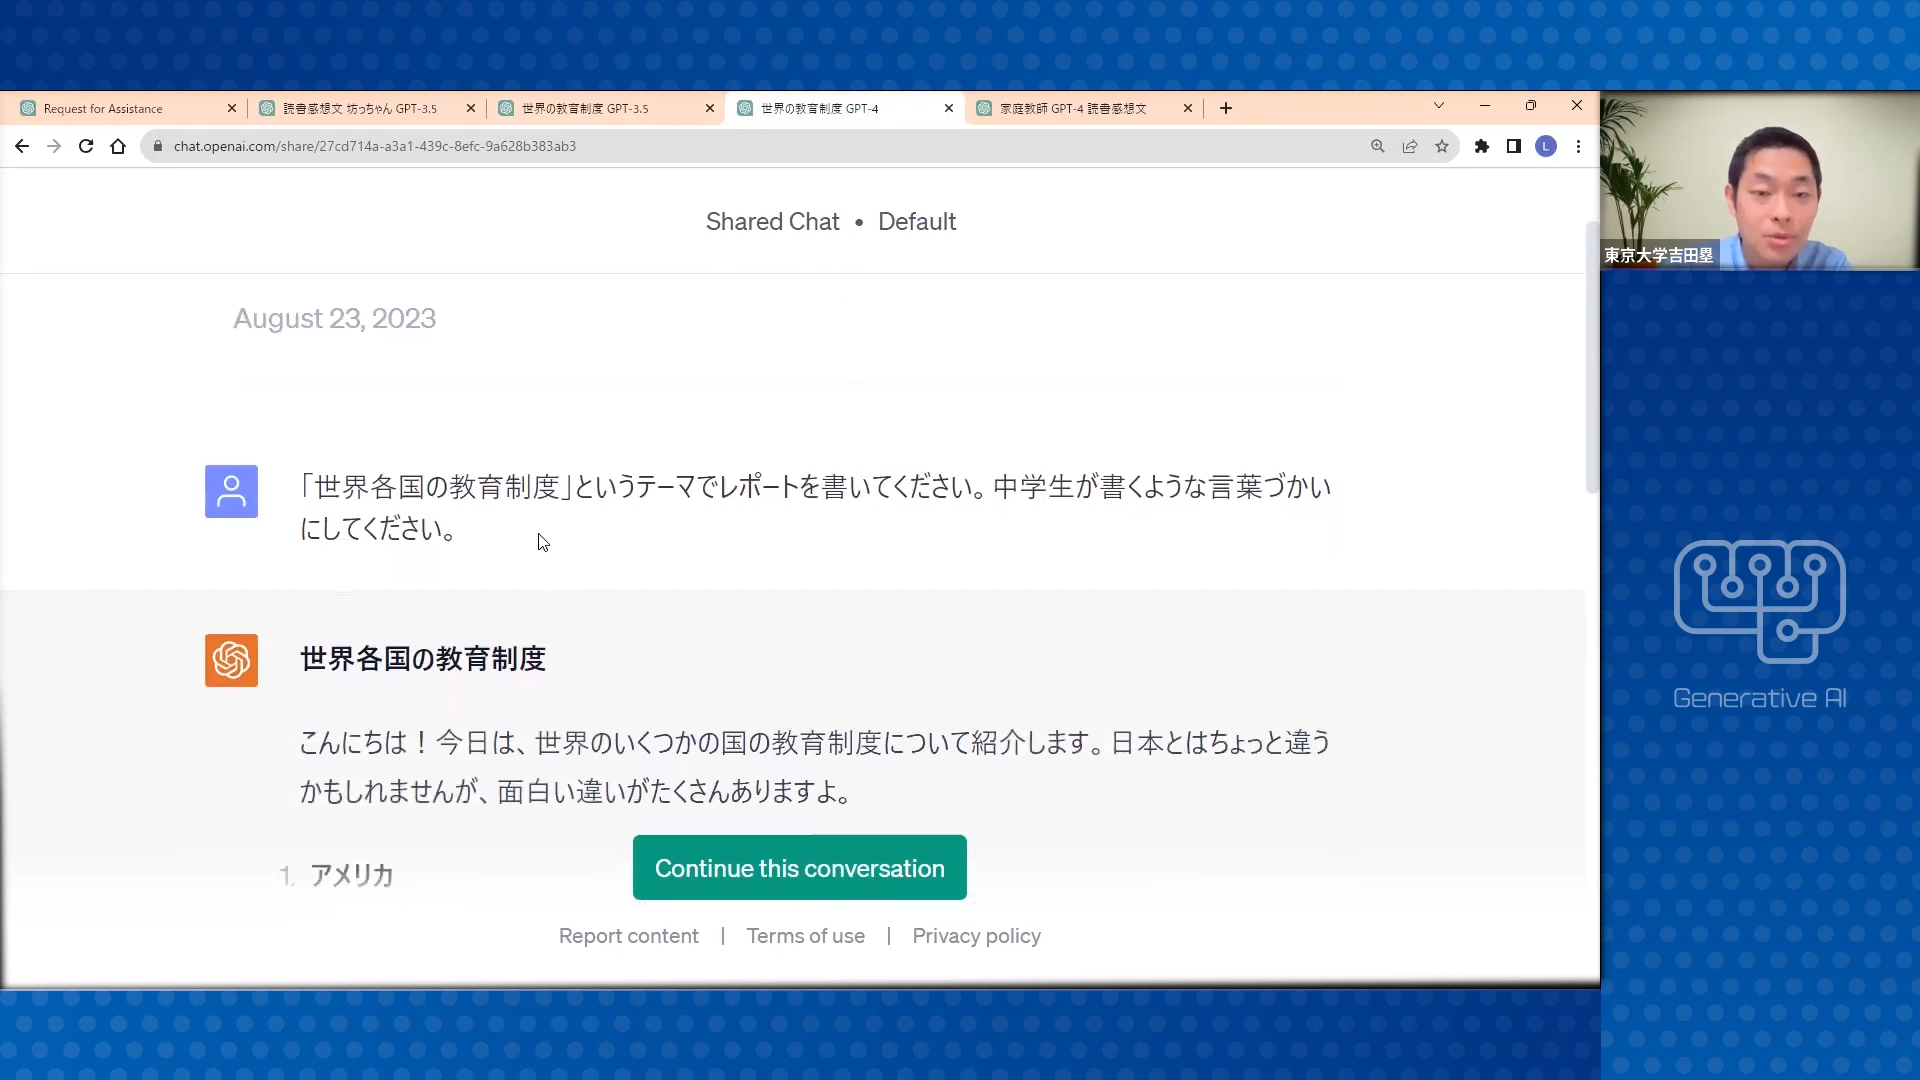 Request for Assistance
読書感想文 坊っちゃん GPT-3.5
世界の教育制度 GPT-3.5
世界の教育制度 GPT-4
家庭教師 GPT-4 読書感想文
chat.openai.com/share/27cd714a-a3a1-439c-8efc-9a628b383ab3
L
東京大学吉田塁
Shared Chat • Default
August 23, 2023
「世界各国の教育制度」というテーマでレポートを書いてください。中学生が書くような言葉づかい
にしてください。
世界各国の教育制度
こんにちは！今日は、世界のいくつかの国の教育制度について紹介します。日本とはちょっと違う
かもしれませんが、面白い違いがたくさんありますよ。
1. アメリカ
Continue this conversation
Report content | Terms of use | Privacy policy
Generative AI